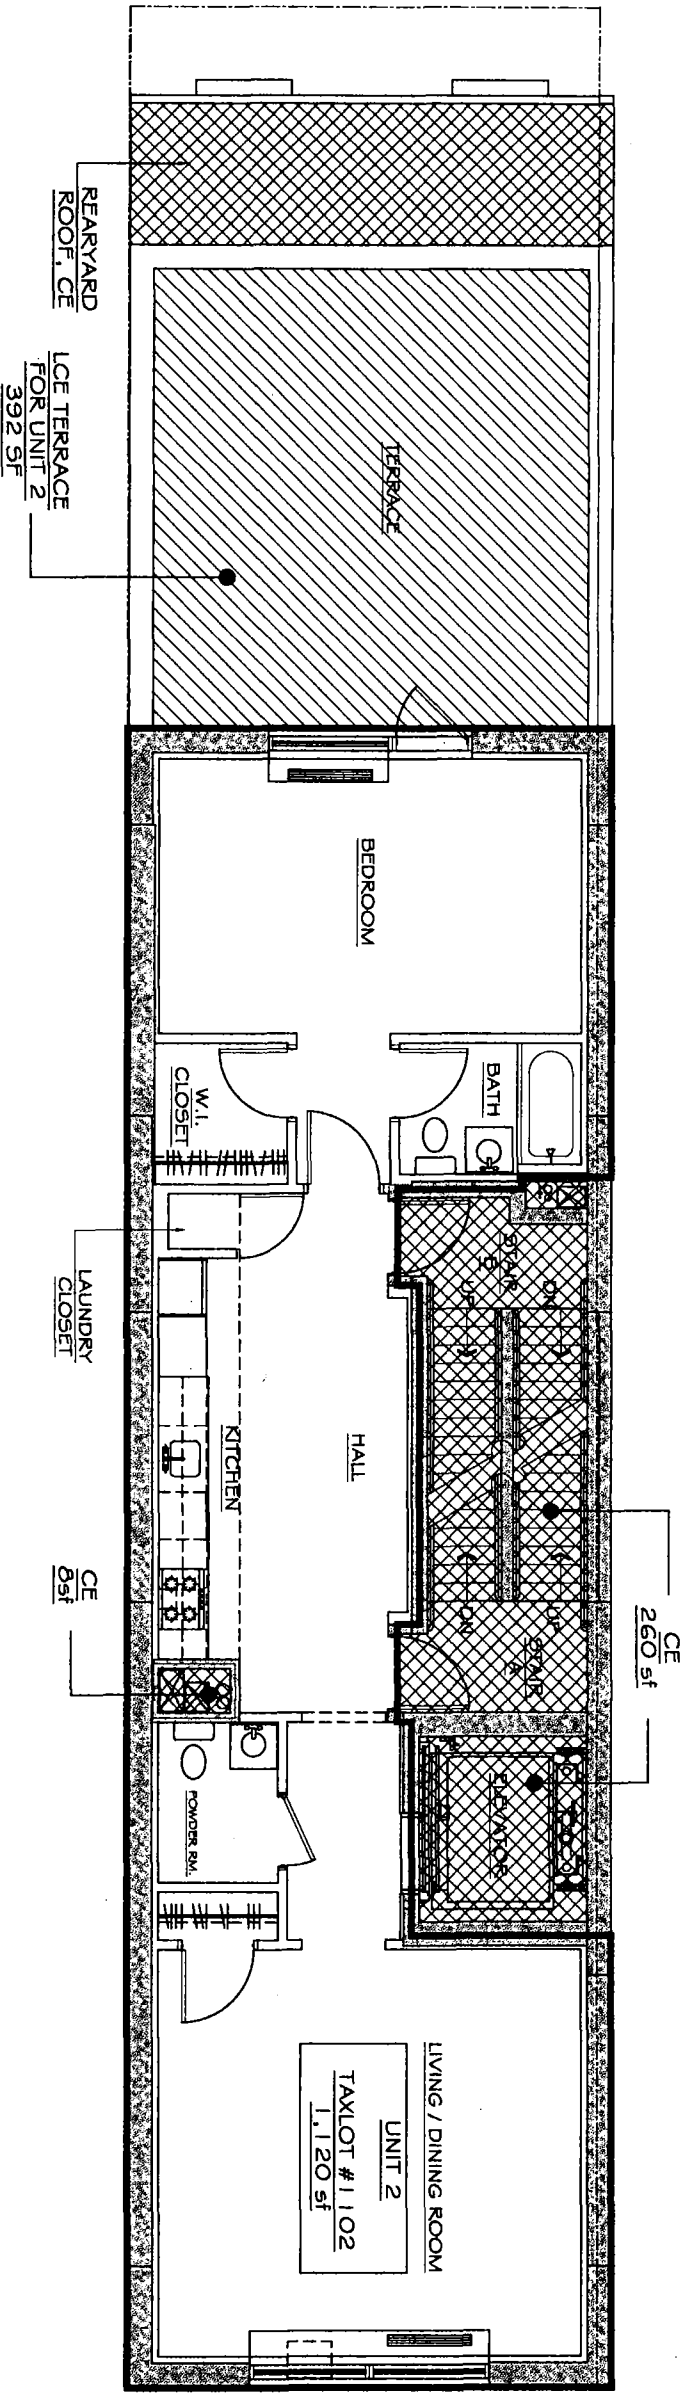 REARYARD
ROOF, CE
LCE TERRACE
FOR UNIT 2
392 SF
TERRACE
BEDROOM
BATH
W.I.
CLOSET
LAUNDRY
CLOSET
STAIR
B
UP
DN
HALL
KITCHEN
CE
8sf
CE
260 sf
DN
UP
STAIR
A
ELEVATOR
POWDER RM.
LIVING / DINING ROOM
UNIT 2
TAXLOT #1102
1,120 sf